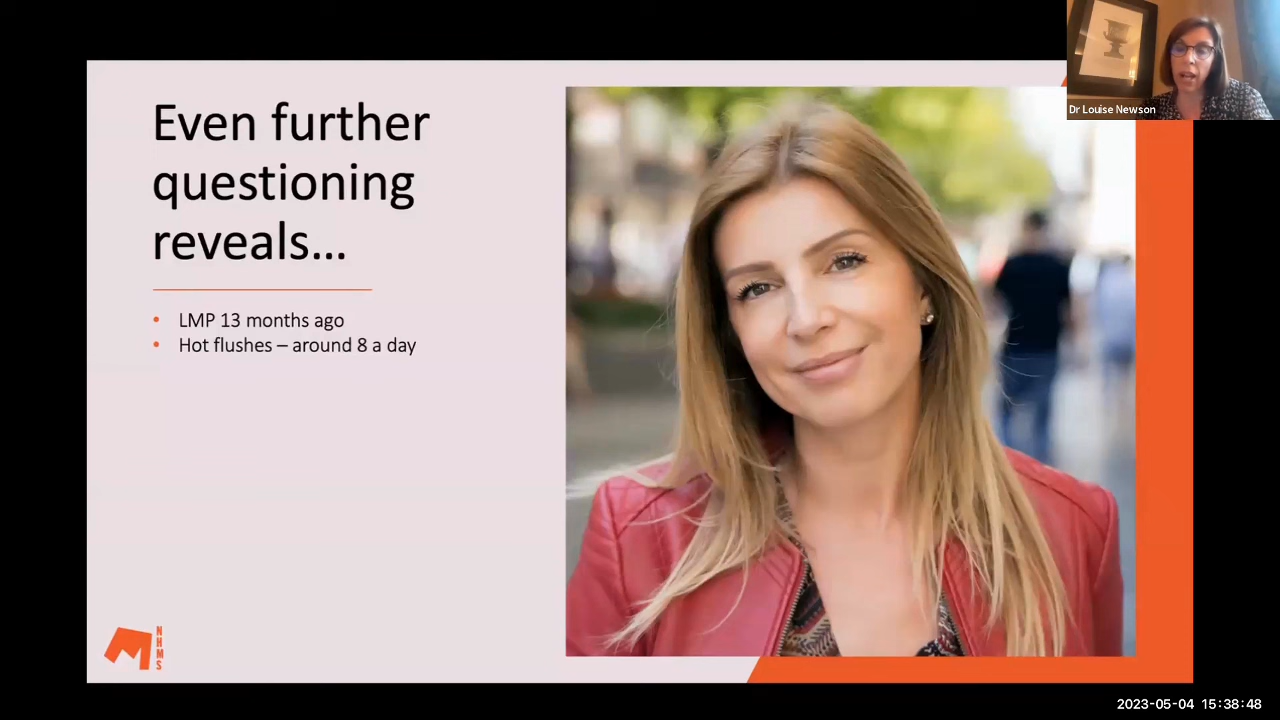 Dr Louise Newson
Even further
questioning
reveals...
• LMP 13 months ago
• Hot flushes – around 8 a day
N
H
M
S
2023-05-04 15:38:48